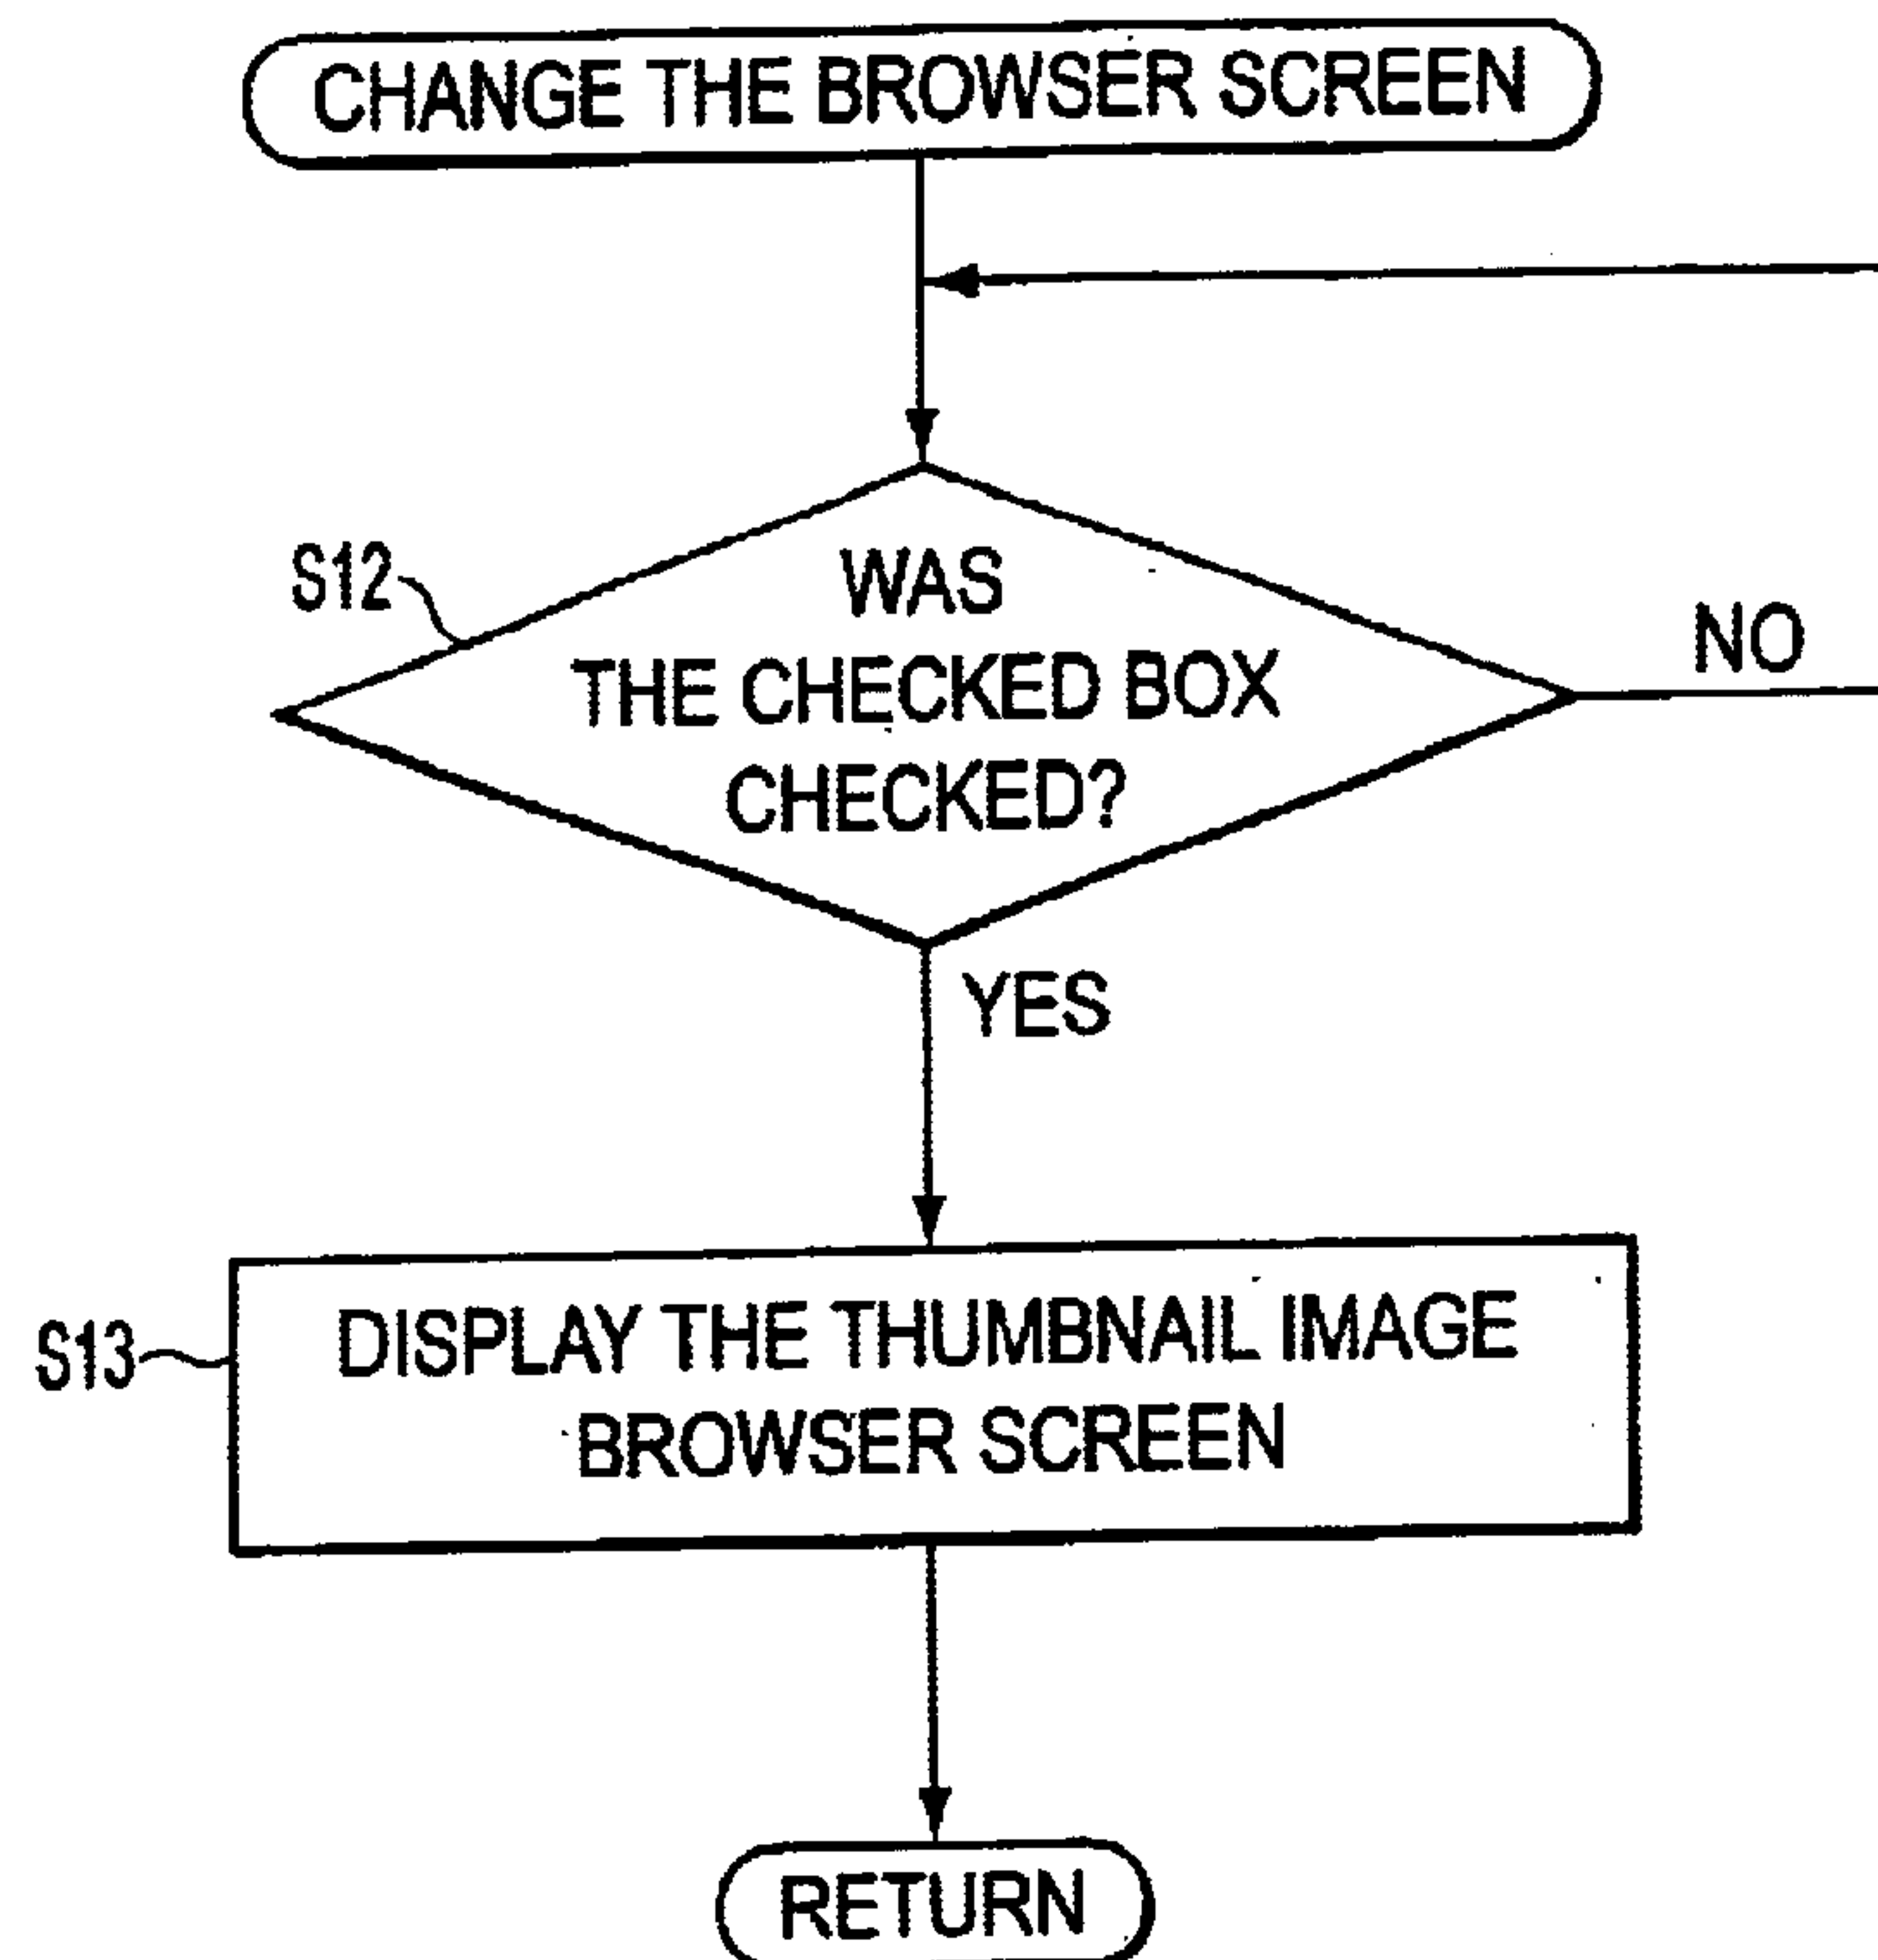 CHANGE THE BROWSER SCREEN
S12
WAS
THE CHECKED BOX
CHECKED?
NO
YES
S13
DISPLAY THE THUMBNAIL IMAGE
BROWSER SCREEN
RETURN